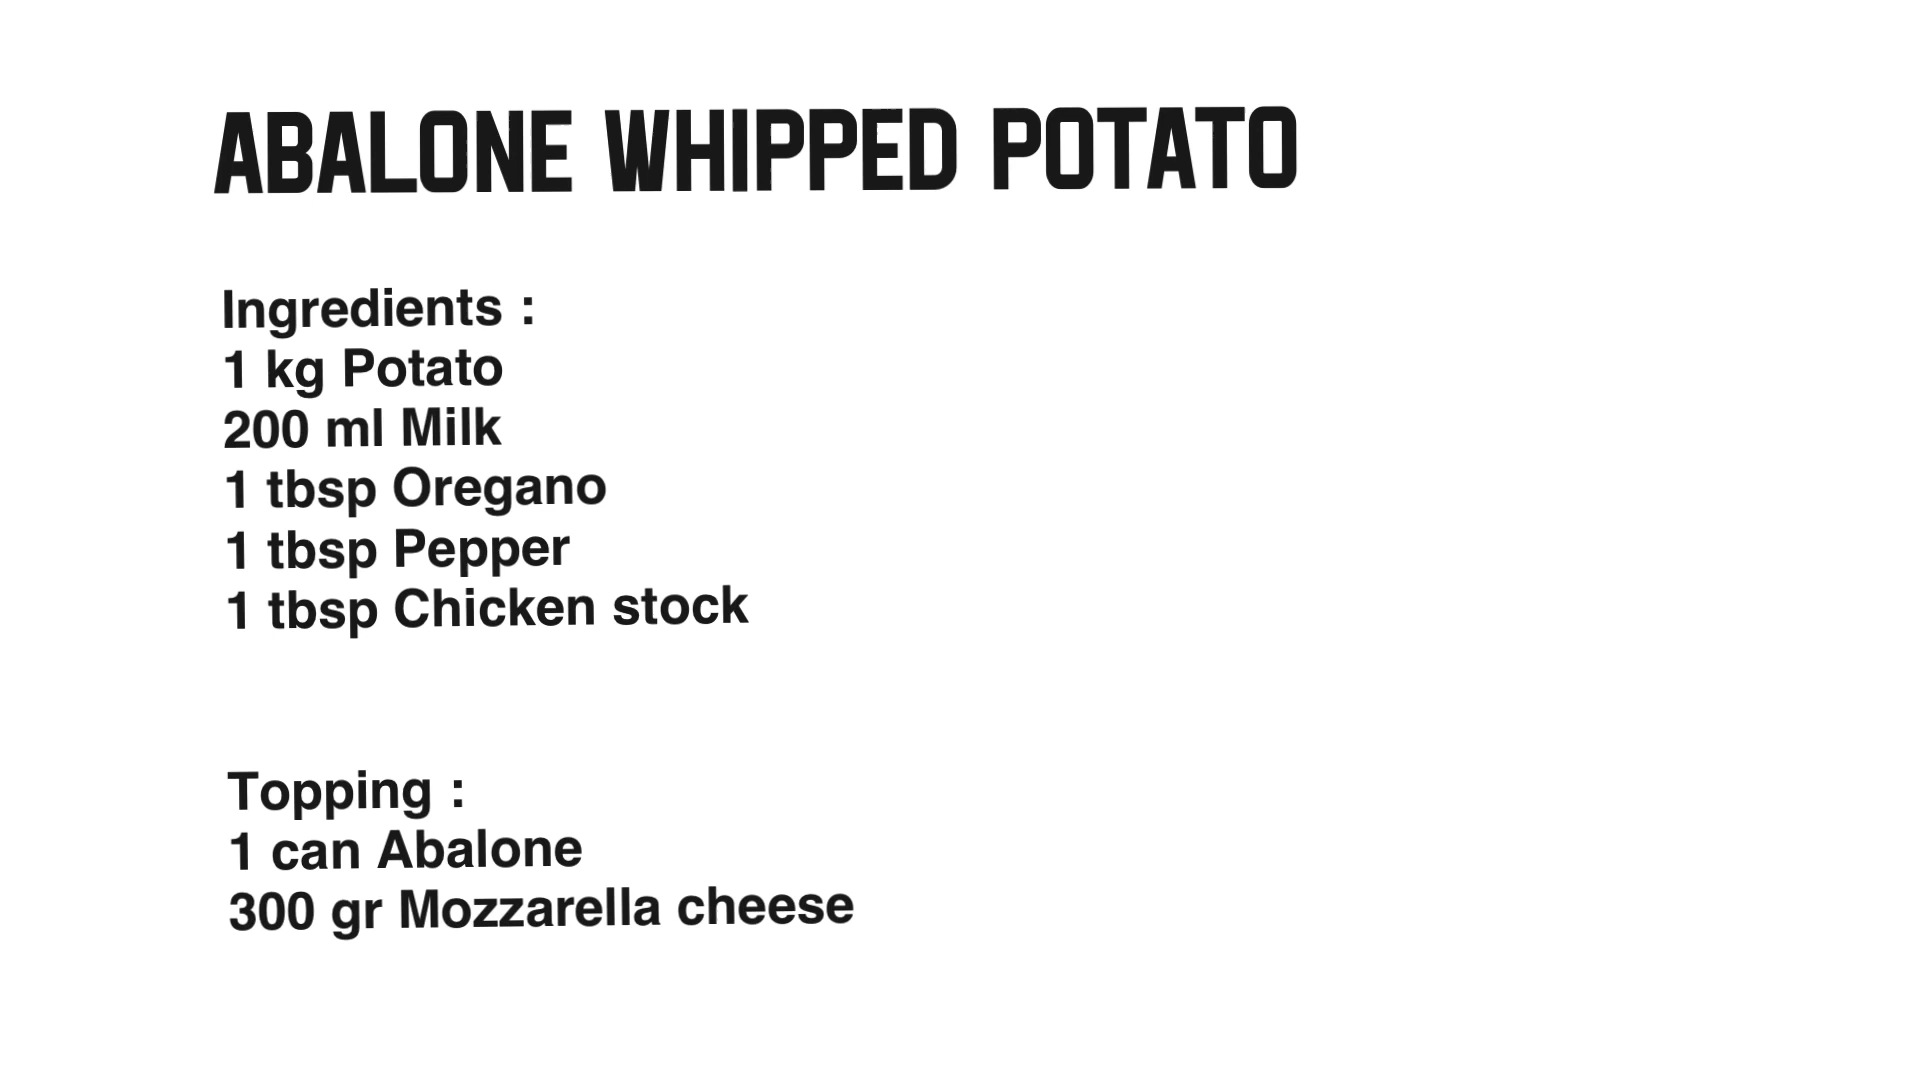 ABALONE WHIPPED POTATO
Ingredients :
1 kg Potato
200 ml Milk
1 tbsp Oregano
1 tbsp Pepper
1 tbsp Chicken stock
Topping :
1 can Abalone
300 gr Mozzarella cheese